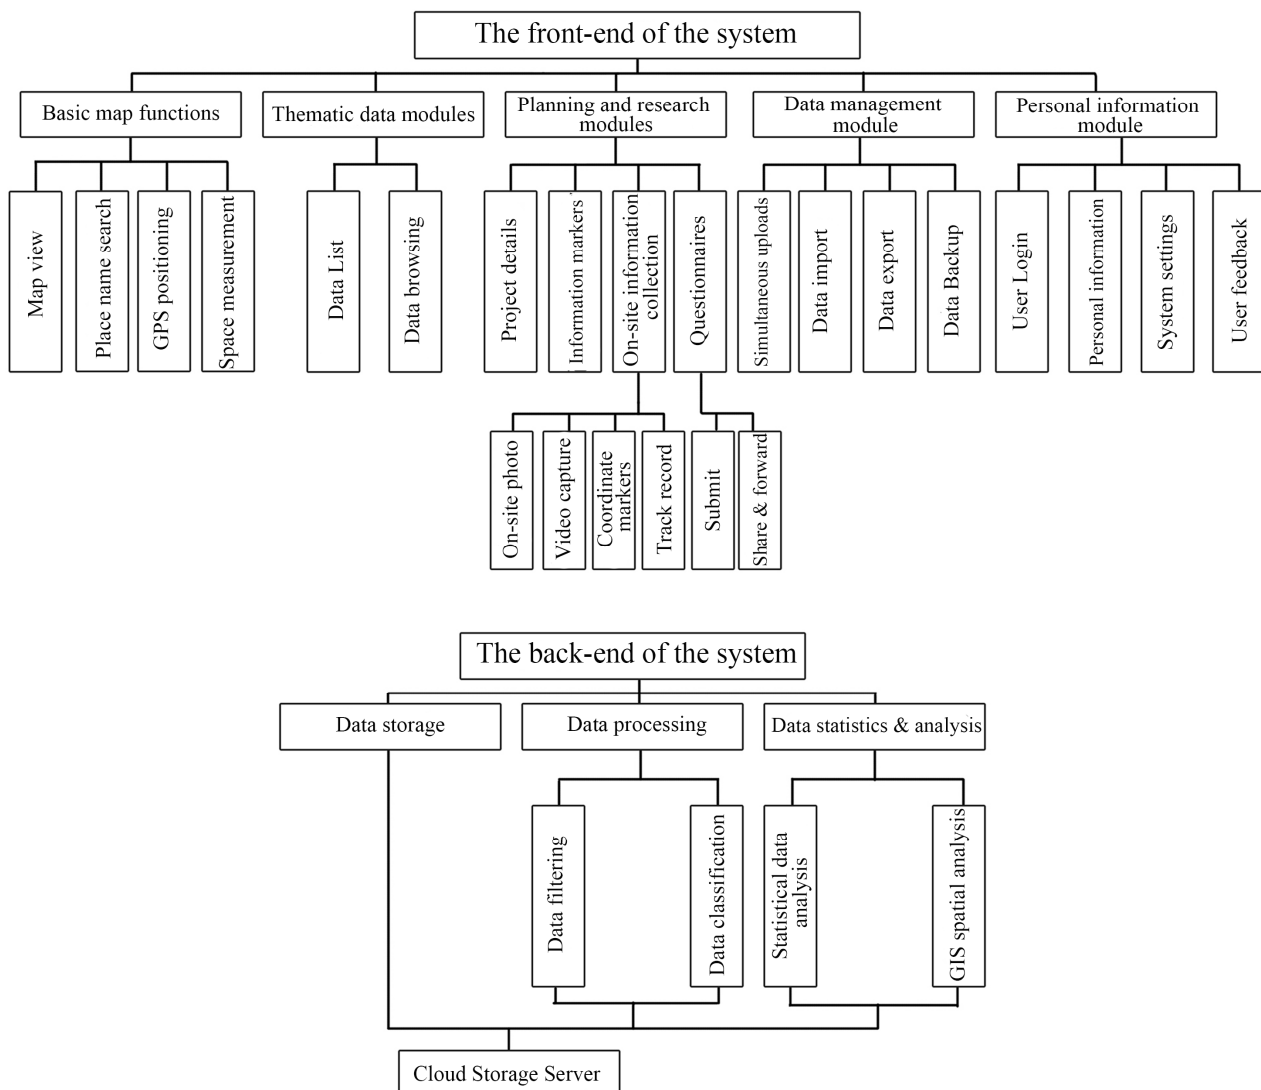 The front-end of the system
Basic map functions
Thematic data modules
Planning and research
modules
Data management
module
Personal information
module
Map view
Place name search
GPS positioning
Space measurement
Data List
Data browsing
Project details
Information markers
On-site information
collection
Questionnaires
Simultaneous uploads
Data import
Data export
Data Backup
User Login
Personal information
System settings
User feedback
On-site photo
Video capture
Coordinate
markers
Track record
Submit
Share & forward
The back-end of the system
Data storage
Data processing
Data statistics & analysis
Data filtering
Data classification
Statistical data
analysis
GIS spatial analysis
Cloud Storage Server